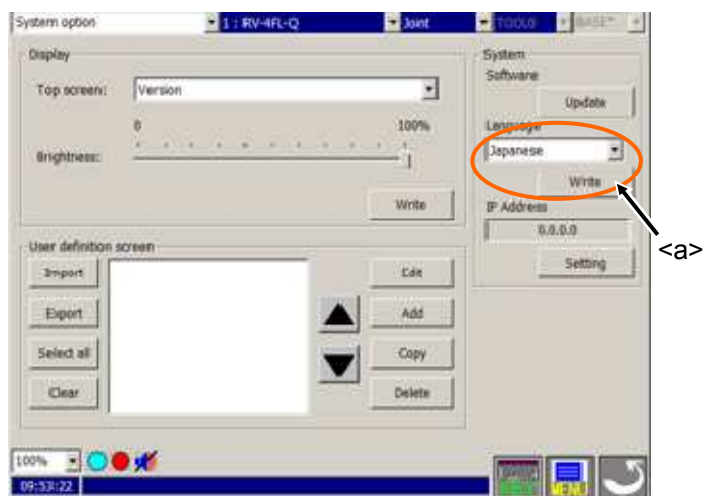 System option
1 : RV-4FL-Q
Joint
TOOL0
BASE*
Display
Top screen:
Version
0
100%
Brightness:
Write
System
Software
Update
Language
Japanese
Write
IP Address
0.0.0.0
Setting
<a>
User definition screen
Import
Export
Select all
Clear
Edit
Add
Copy
Delete
100%
09:53:22
MENU